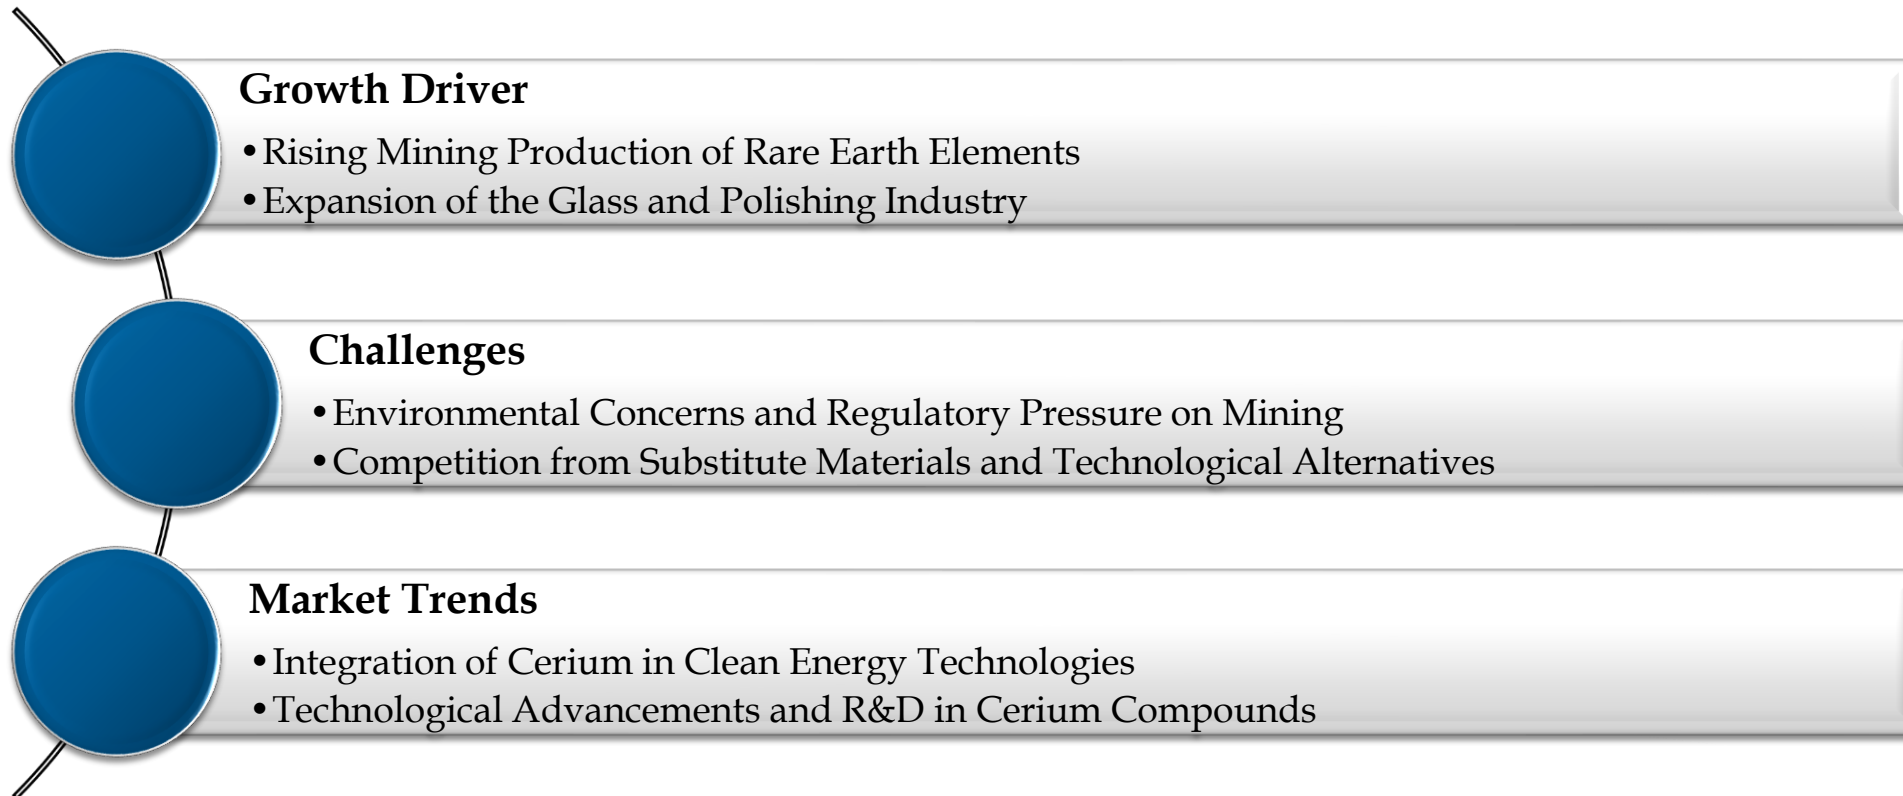 Growth Driver
•Rising Mining Production of Rare Earth Elements
•Expansion of the Glass and Polishing Industry
Challenges
•Environmental Concerns and Regulatory Pressure on Mining
•Competition from Substitute Materials and Technological Alternatives
Market Trends
•Integration of Cerium in Clean Energy Technologies
•Technological Advancements and R&D in Cerium Compounds